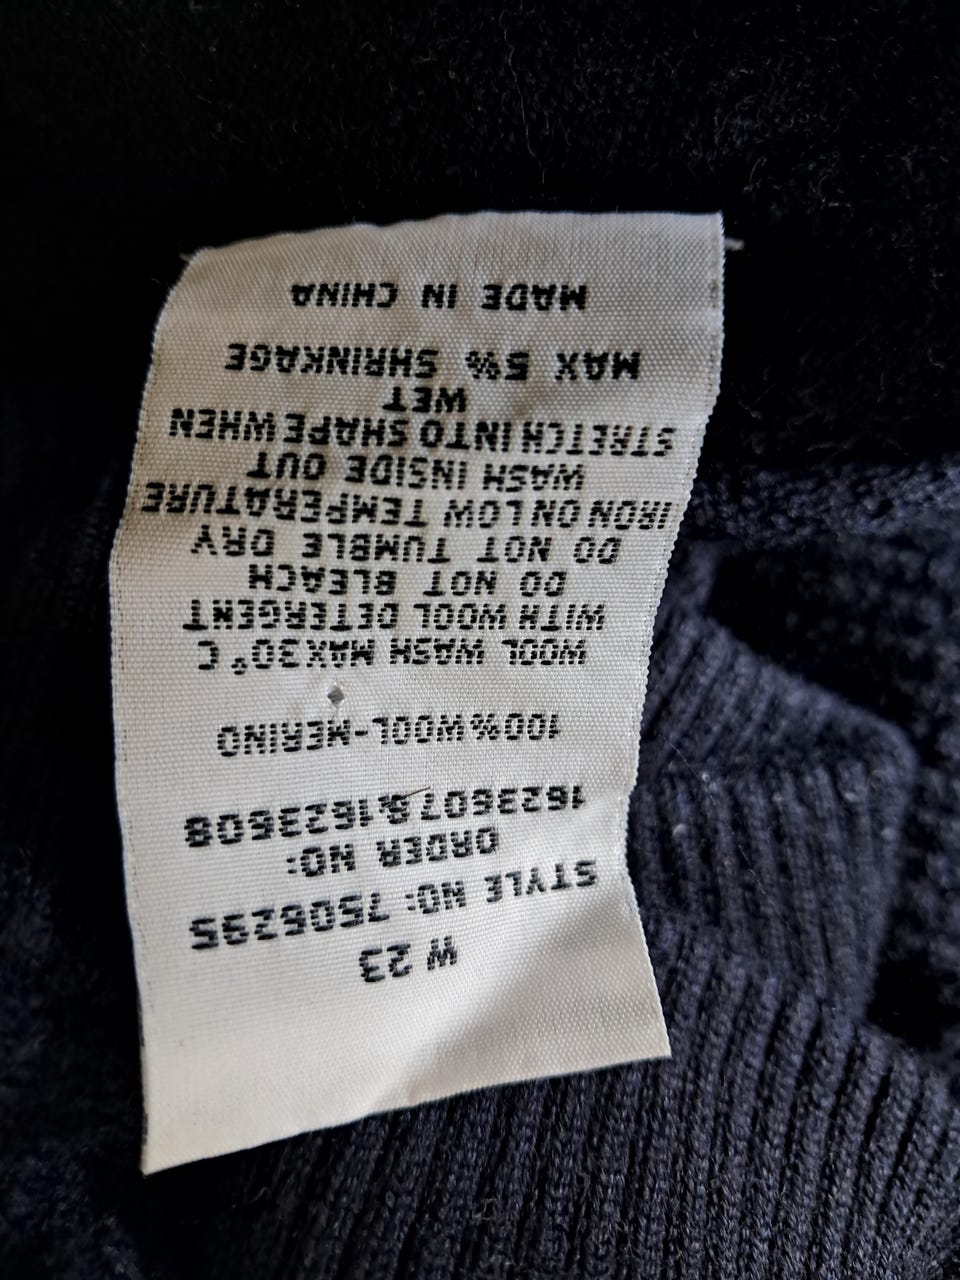 W 23
STYLE NO: 7506295
ORDER NO:
1623607&1623608
100%WOOL-MERINO
WOOL WASH MAX30°C
WITH WOOL DETERGENT
DO NOT BLEACH
DO NOT TUMBLE DRY
IRON ON LOW TEMPERATURE
WASH INSIDE OUT
STRETCH INTO SHAPE WHEN
WET
MAX 5% SHRINKAGE
MADE IN CHINA